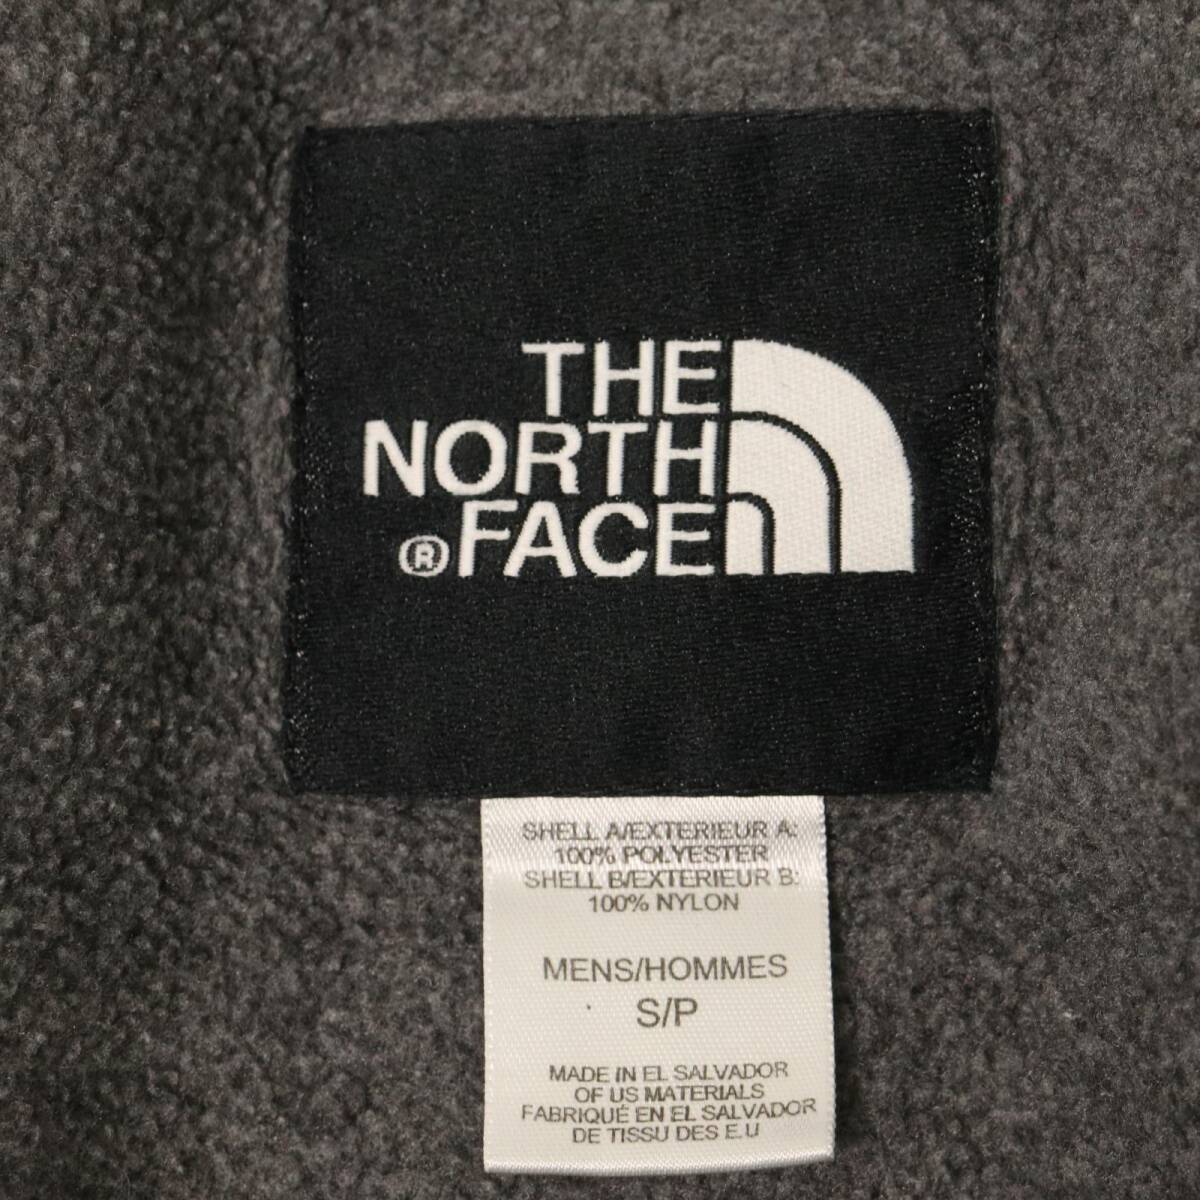 THE
NORTH
®FACE
SHELL A/EXTERIEUR A:
100% POLYESTER
SHELL B/EXTERIEUR B:
100% NYLON
MENS/HOMMES
S/P
MADE IN EL SALVADOR
OF US MATERIALS
FABRIQUÉ EN EL SALVADOR
DE TISSU DES E.U